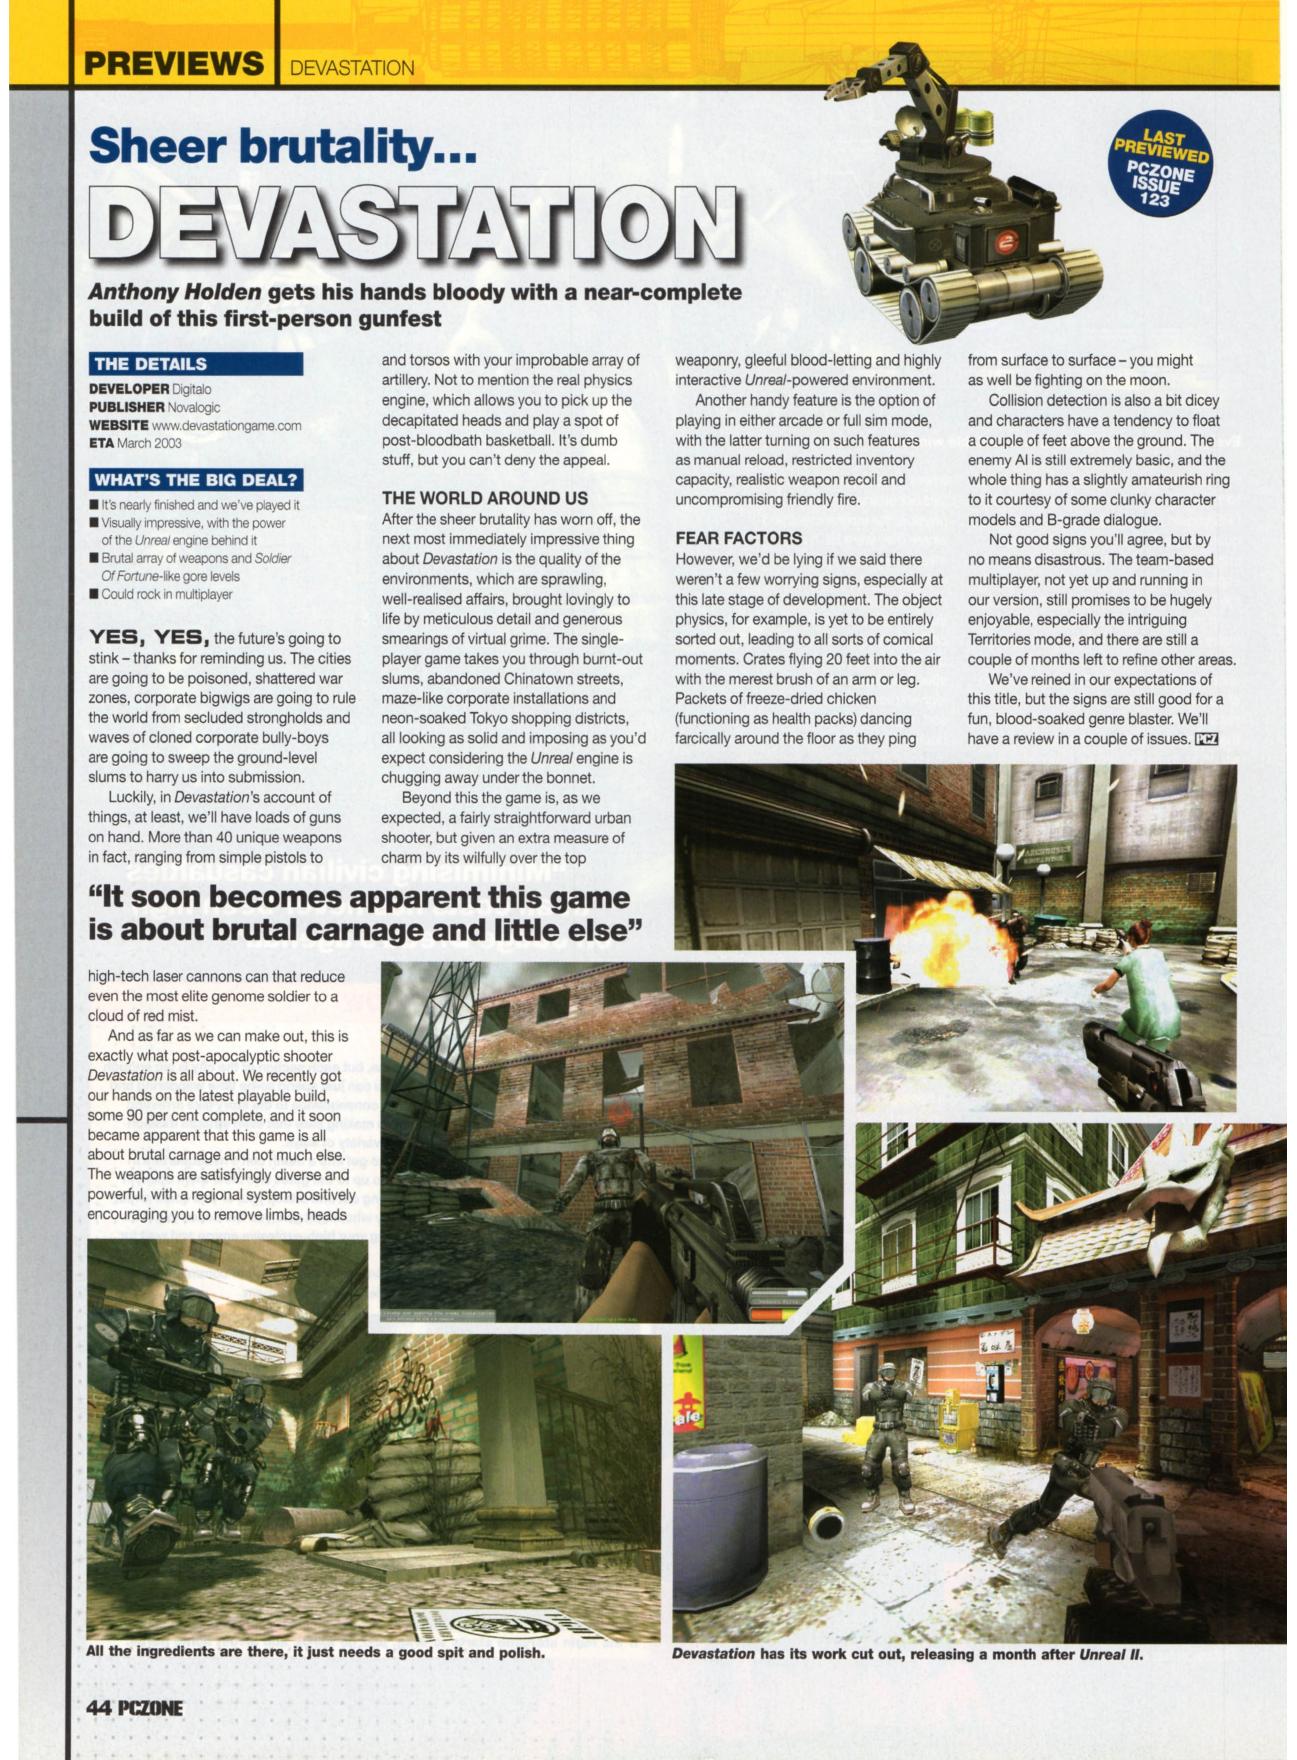 PREVIEWS DEVASTATION
LAST
PREVIEWED
PCZONE
ISSUE
123
Sheer brutality...
DEVASTATION
Anthony Holden gets his hands bloody with a near-complete
build of this first-person gunfest
THE DETAILS
DEVELOPER Digitalo
PUBLISHER Novalogic
WEBSITE www.devastationgame.com
ETA March 2003
WHAT'S THE BIG DEAL?
■ It's nearly finished and we've played it
■ Visually impressive, with the power
of the Unreal engine behind it
■ Brutal array of weapons and Soldier
Of Fortune-like gore levels
■ Could rock in multiplayer
YES, YES, the future's going to
stink – thanks for reminding us. The cities
are going to be poisoned, shattered war
zones, corporate bigwigs are going to rule
the world from secluded strongholds and
waves of cloned corporate bully-boys
are going to sweep the ground-level
slums to harry us into submission.
Luckily, in Devastation's account of
things, at least, we'll have loads of guns
on hand. More than 40 unique weapons
in fact, ranging from simple pistols to
"It soon becomes apparent this game
is about brutal carnage and little else"
high-tech laser cannons can that reduce
even the most elite genome soldier to a
cloud of red mist.
And as far as we can make out, this is
exactly what post-apocalyptic shooter
Devastation is all about. We recently got
our hands on the latest playable build,
some 90 per cent complete, and it soon
became apparent that this game is all
about brutal carnage and not much else.
The weapons are satisfyingly diverse and
powerful, with a regional system positively
encouraging you to remove limbs, heads
and torsos with your improbable array of
artillery. Not to mention the real physics
engine, which allows you to pick up the
decapitated heads and play a spot of
post-bloodbath basketball. It's dumb
stuff, but you can't deny the appeal.
THE WORLD AROUND US
After the sheer brutality has worn off, the
next most immediately impressive thing
about Devastation is the quality of the
environments, which are sprawling,
well-realised affairs, brought lovingly to
life by meticulous detail and generous
smearings of virtual grime. The single-
player game takes you through burnt-out
slums, abandoned Chinatown streets,
maze-like corporate installations and
neon-soaked Tokyo shopping districts,
all looking as solid and imposing as you'd
expect considering the Unreal engine is
chugging away under the bonnet.
Beyond this the game is, as we
expected, a fairly straightforward urban
shooter, but given an extra measure of
charm by its wilfully over the top
weaponry, gleeful blood-letting and highly
interactive Unreal-powered environment.
Another handy feature is the option of
playing in either arcade or full sim mode,
with the latter turning on such features
as manual reload, restricted inventory
capacity, realistic weapon recoil and
uncompromising friendly fire.
FEAR FACTORS
However, we'd be lying if we said there
weren't a few worrying signs, especially at
this late stage of development. The object
physics, for example, is yet to be entirely
sorted out, leading to all sorts of comical
moments. Crates flying 20 feet into the air
with the merest brush of an arm or leg.
Packets of freeze-dried chicken
(functioning as health packs) dancing
farcically around the floor as they ping
from surface to surface – you might
as well be fighting on the moon.
Collision detection is also a bit dicey
and characters have a tendency to float
a couple of feet above the ground. The
enemy AI is still extremely basic, and the
whole thing has a slightly amateurish ring
to it courtesy of some clunky character
models and B-grade dialogue.
Not good signs you'll agree, but by
no means disastrous. The team-based
multiplayer, not yet up and running in
our version, still promises to be hugely
enjoyable, especially the intriguing
Territories mode, and there are still a
couple of months left to refine other areas.
We've reined in our expectations of
this title, but the signs are still good for a
fun, blood-soaked genre blaster. We'll
have a review in a couple of issues. PCZ
All the ingredients are there, it just needs a good spit and polish.
Devastation has its work cut out, releasing a month after Unreal II.
44 PCZONE